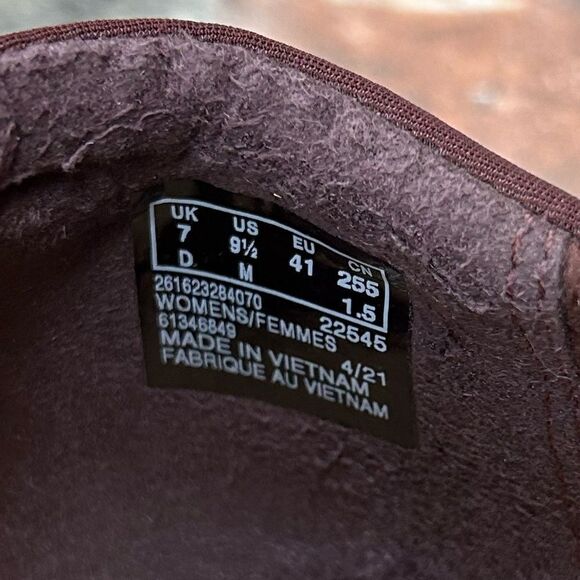 UK US EU CN
7 9½ 41 255
D M 1.5
261623284070 22545
WOMENS/FEMMES
61346849 4/21
MADE IN VIETNAM
FABRIQUE AU VIETNAM